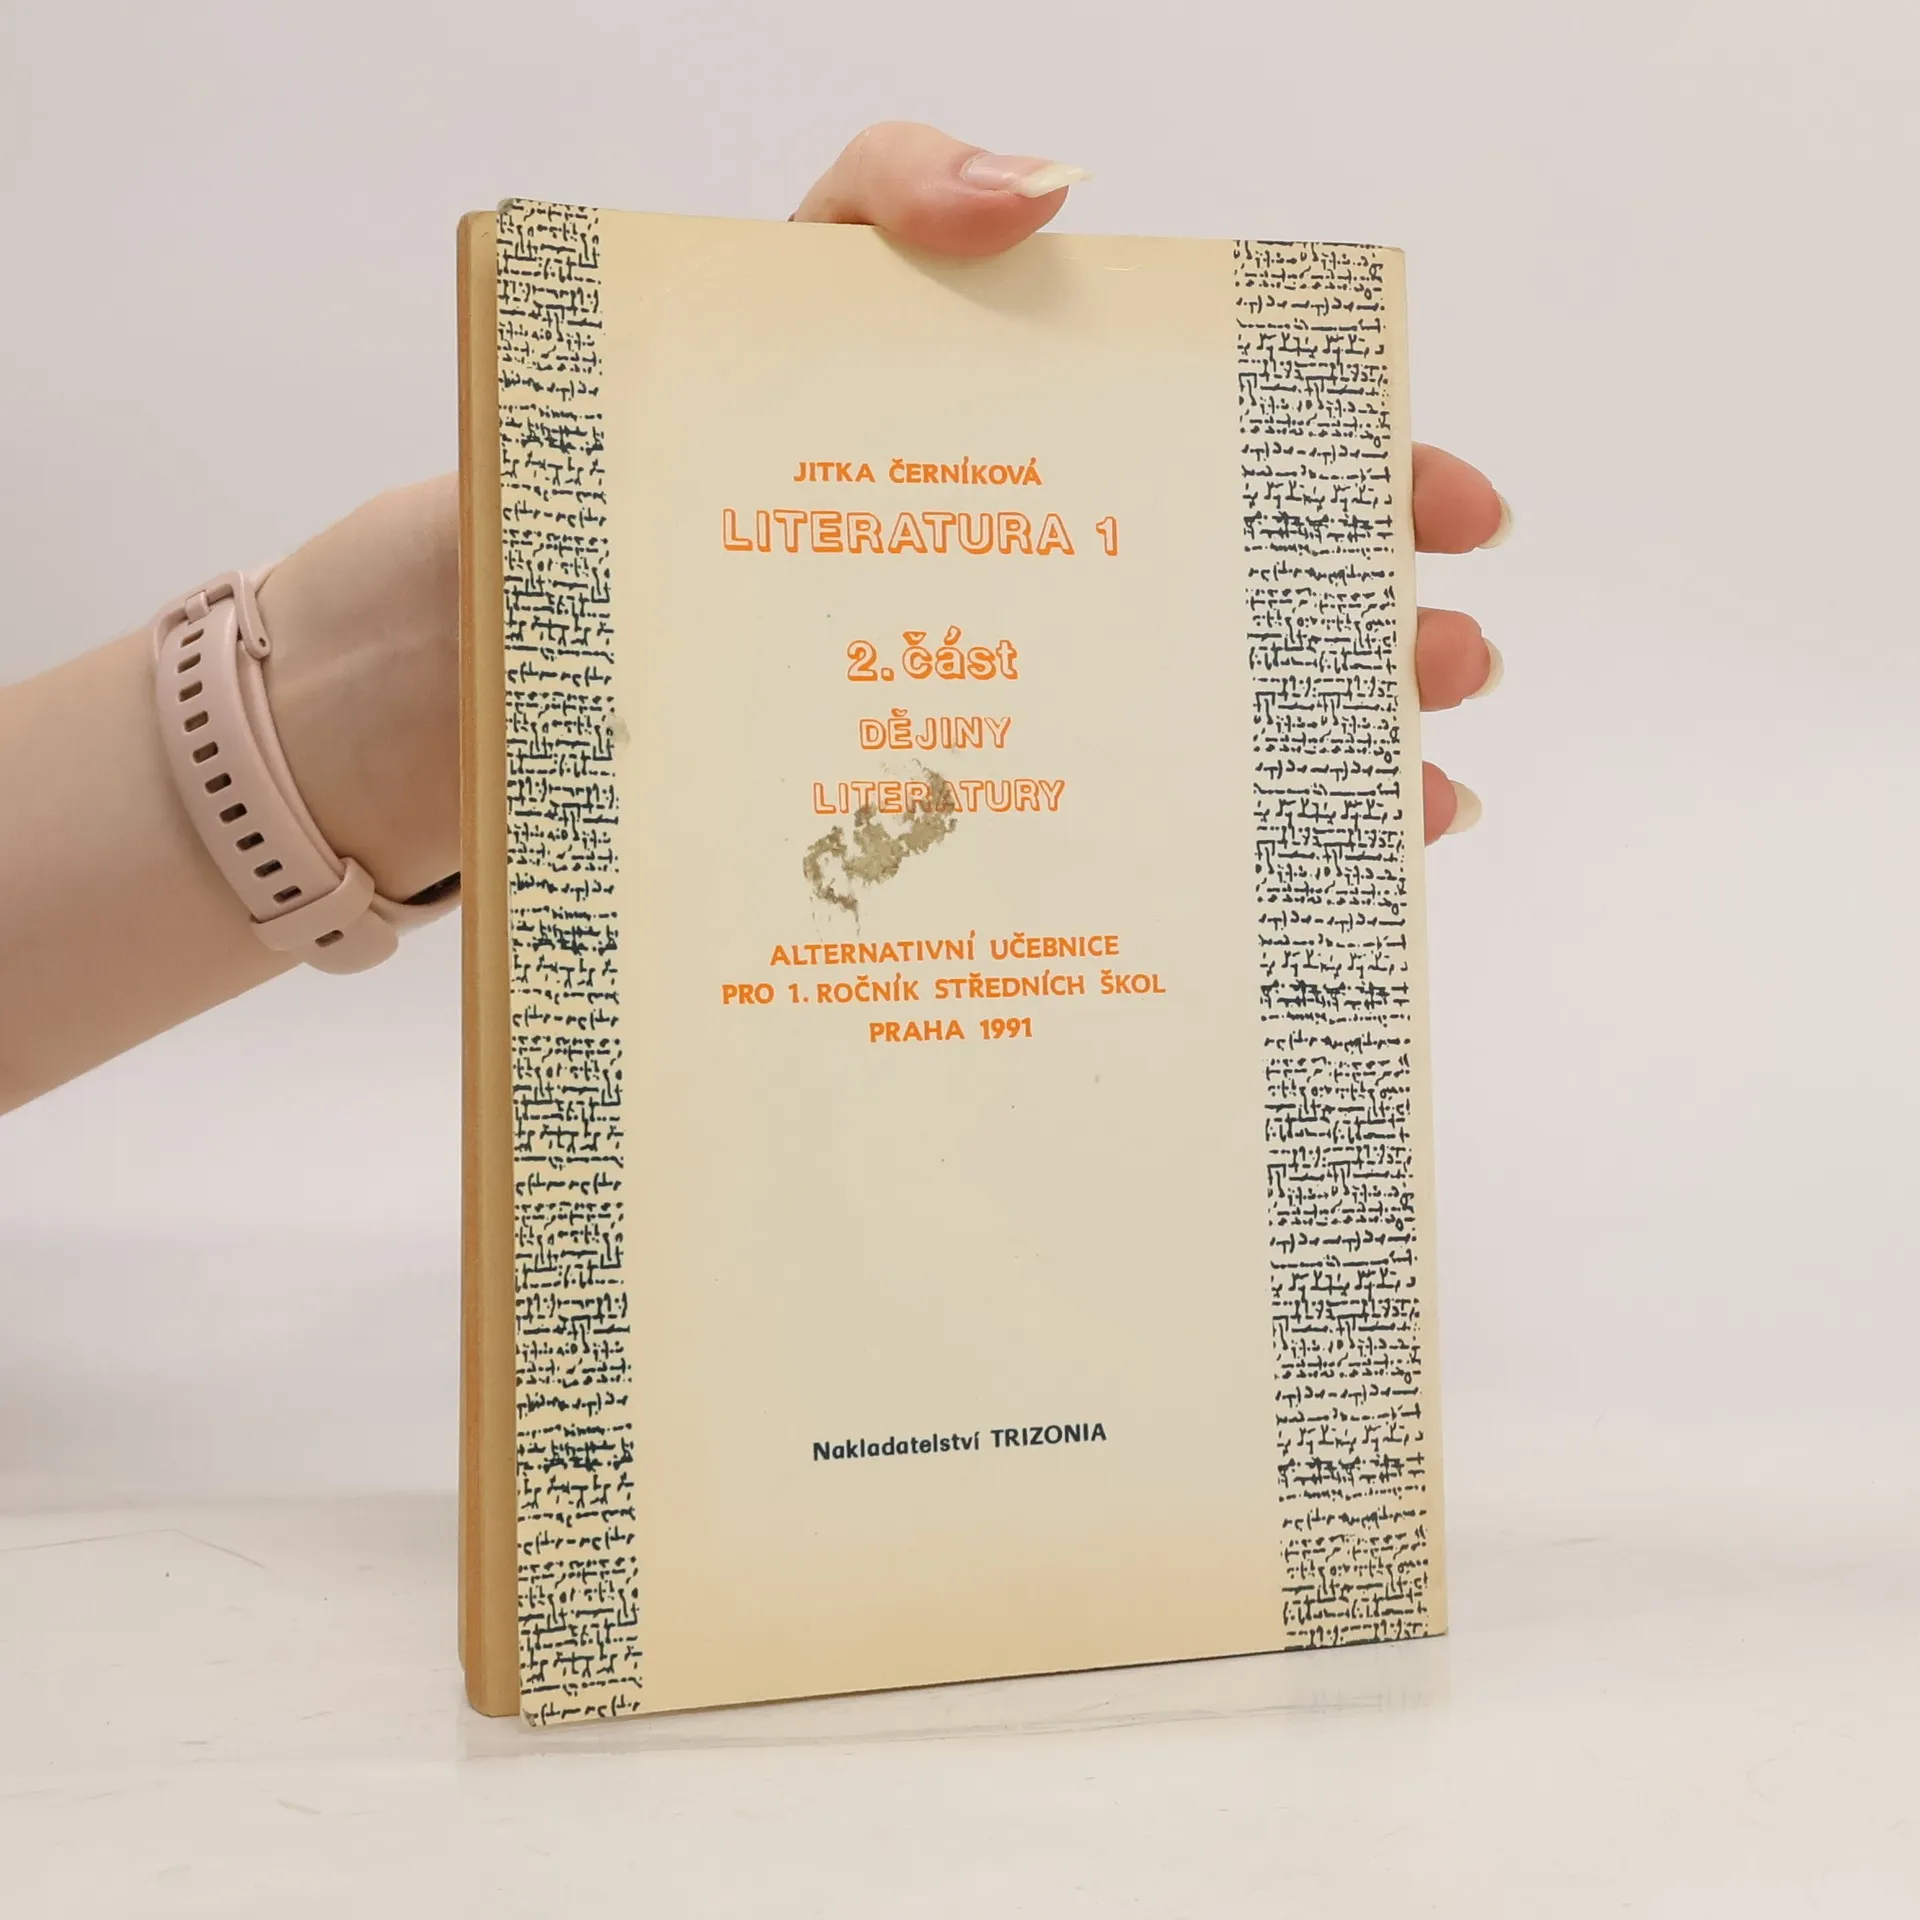 JITKA ČERNÍKOVÁ
LITERATURA 1
2. část
DĚJINY
LITERATURY
ALTERNATIVNÍ UČEBNICE
PRO 1. ROČNÍK STŘEDNÍCH ŠKOL
PRAHA 1991
Nakladatelství TRIZONIA